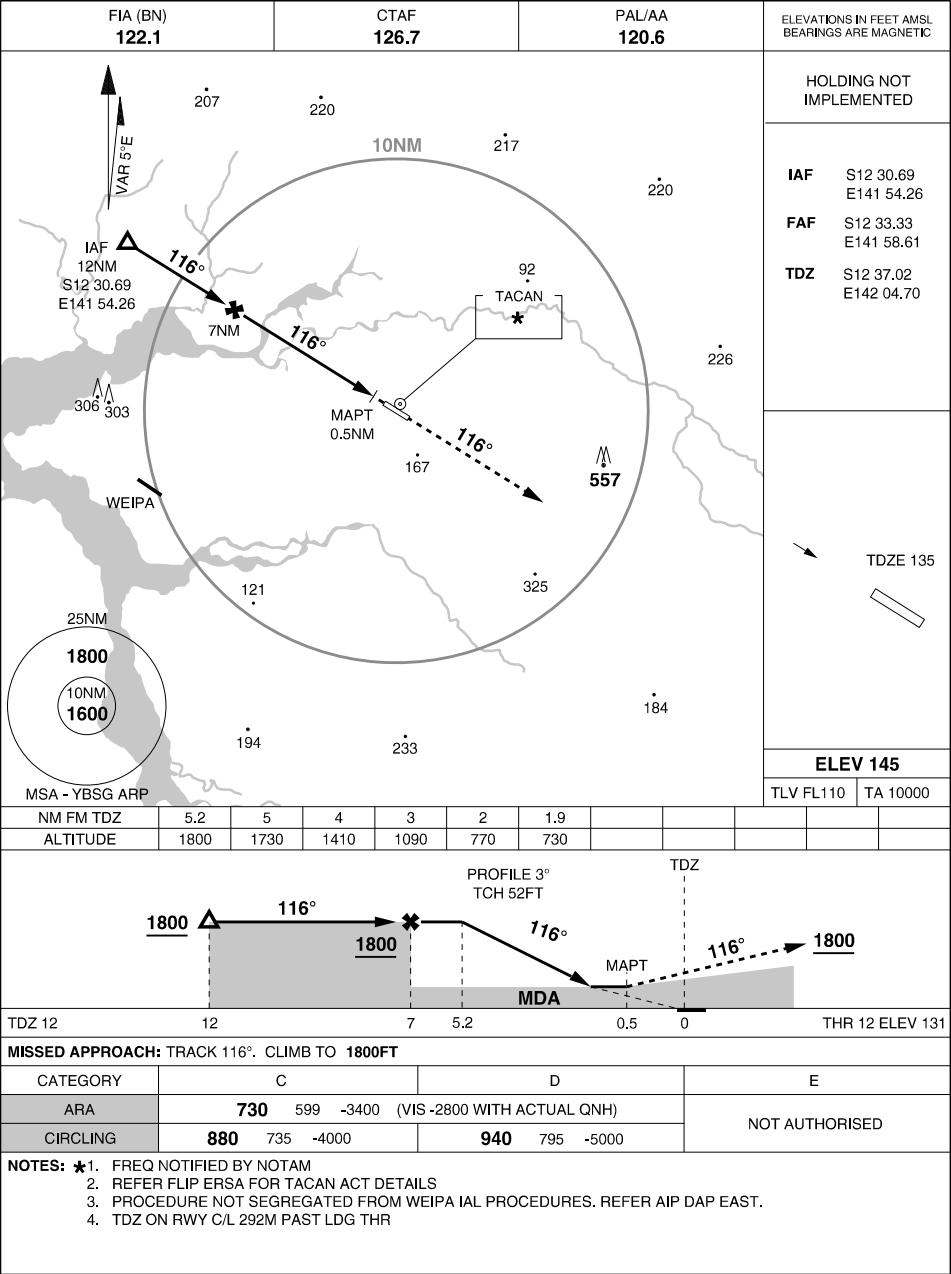 FIA (BN)
122.1
CTAF
126.7
PAL/AA
120.6
ELEVATIONS IN FEET AMSL
BEARINGS ARE MAGNETIC
HOLDING NOT
IMPLEMENTED
IAF S12 30.69
E141 54.26
FAF S12 33.33
E141 58.61
TDZ S12 37.02
E142 04.70
VAR 5°E
207
220
10NM
217
220
IAF
12NM
S12 30.69
E141 54.26
116°
7NM
116°
92
TACAN
*
226
306
303
MAPT
0.5NM
116°
167
557
WEIPA
TDZE 135
121
325
25NM
1800
10NM
1600
184
194
233
MSA - YBSG ARP
ELEV 145
TLV FL110 TA 10000
NM FM TDZ 5.2 5 4 3 2 1.9
ALTITUDE 1800 1730 1410 1090 770 730
PROFILE 3°
TCH 52FT
TDZ
1800
116°
1800
116°
MAPT
116°
1800
MDA
TDZ 12 12 7 5.2 0.5 0 THR 12 ELEV 131
MISSED APPROACH: TRACK 116°. CLIMB TO 1800FT
CATEGORY C D E
ARA 730 599 -3400 (VIS -2800 WITH ACTUAL QNH)
NOT AUTHORISED
CIRCLING 880 735 -4000 940 795 -5000
NOTES: *1. FREQ NOTIFIED BY NOTAM
2. REFER FLIP ERSA FOR TACAN ACT DETAILS
3. PROCEDURE NOT SEGREGATED FROM WEIPA IAL PROCEDURES. REFER AIP DAP EAST.
4. TDZ ON RWY C/L 292M PAST LDG THR